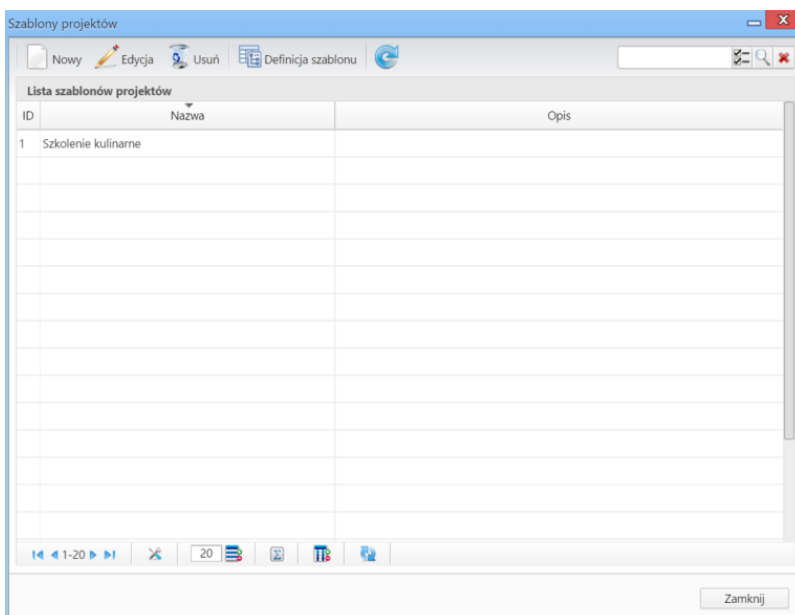 Szablony projektów
Nowy Edycja Usuń Definicja szablonu
Lista szablonów projektów
ID Nazwa Opis
1 Szkolenie kulinarne
1-20 20
Zamknij